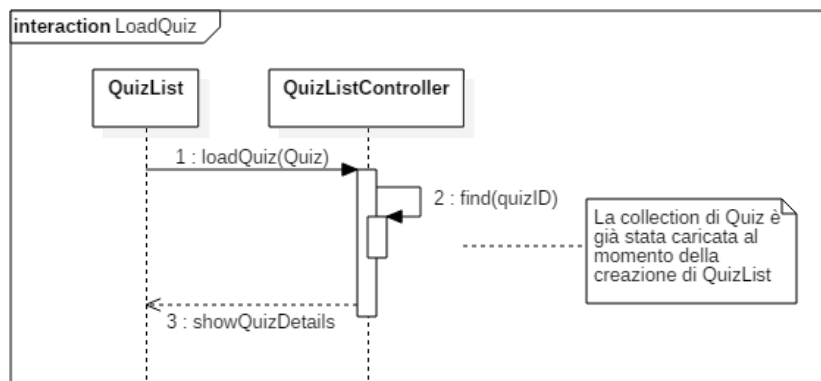 interaction LoadQuiz
QuizList
QuizListController
1 : loadQuiz(Quiz)
2 : find(quizID)
La collection di Quiz è
già stata caricata al
momento della
creazione di QuizList
3 : showQuizDetails